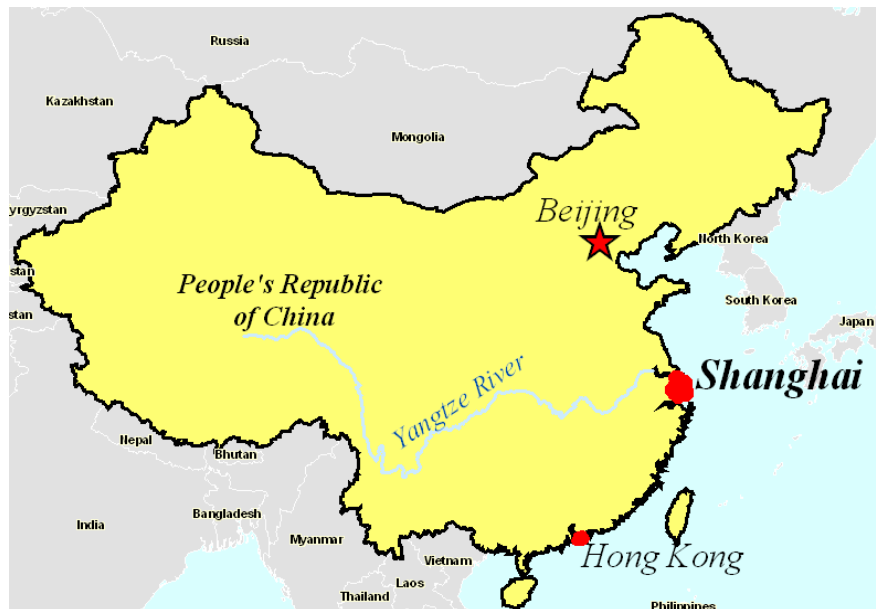 Russia
Kazakhstan
Mongolia
yrgyzstan
Beijing
North Korea
stan
People's Republic
of China
South Korea
stan
Japan
Shanghai
Yangtze River
Nepal
Bhutan
India
Bangladesh
Myanmar
Vietnam
Hong Kong
Laos
Thailand
Philippines